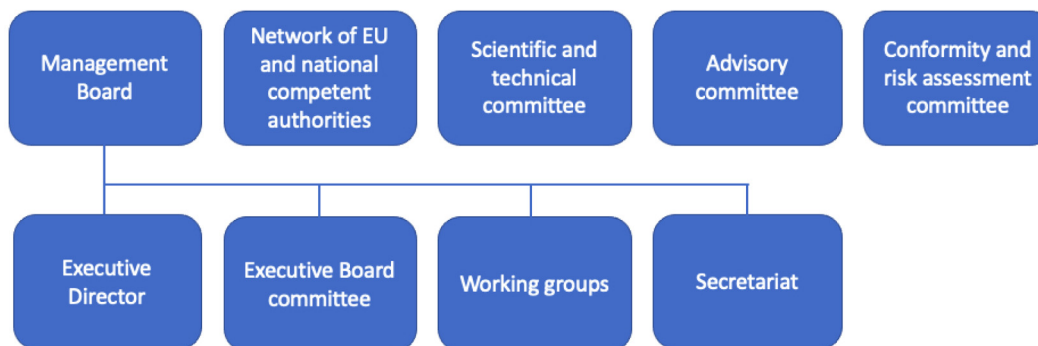 Management
Board
Network of EU
and national
competent
authorities
Scientific and
technical
committee
Advisory
committee
Conformity and
risk assessment
committee
Executive
Director
Executive Board
committee
Working groups
Secretariat